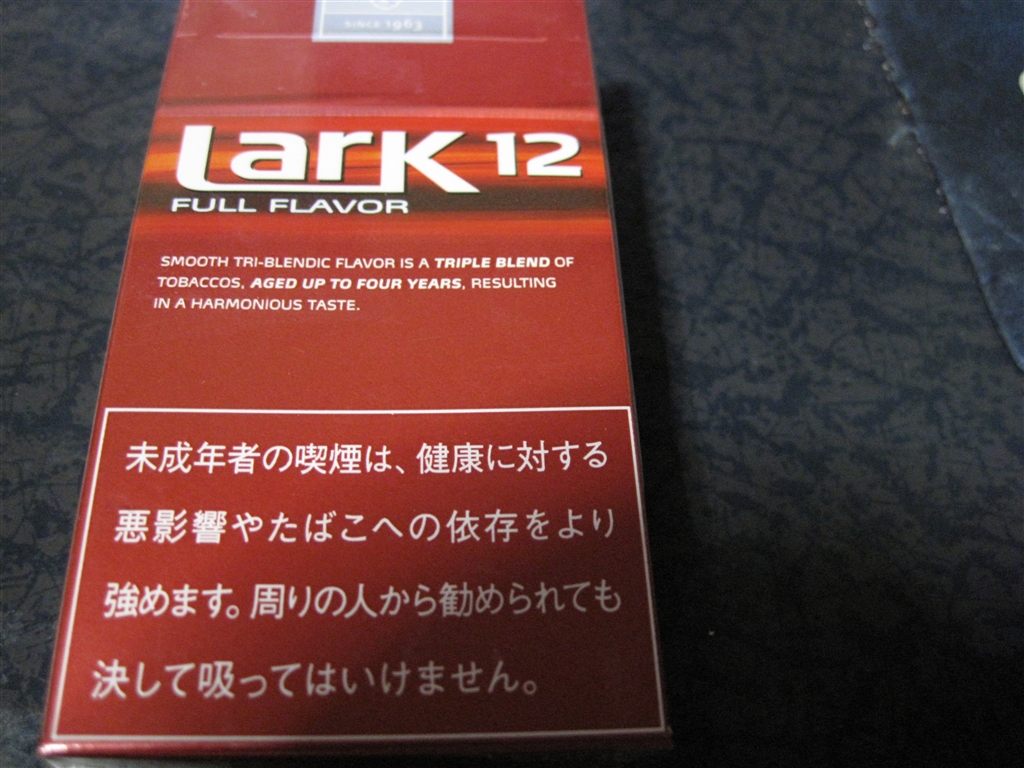 SINCE 1963
Lark 12
FULL FLAVOR
SMOOTH TRI-BLENDIC FLAVOR IS A TRIPLE BLEND OF
TOBACCOS, AGED UP TO FOUR YEARS, RESULTING
IN A HARMONIOUS TASTE.
未成年者の喫煙は、健康に対する
悪影響やたばこへの依存をより
強めます。周りの人から勧められても
決して吸ってはいけません。